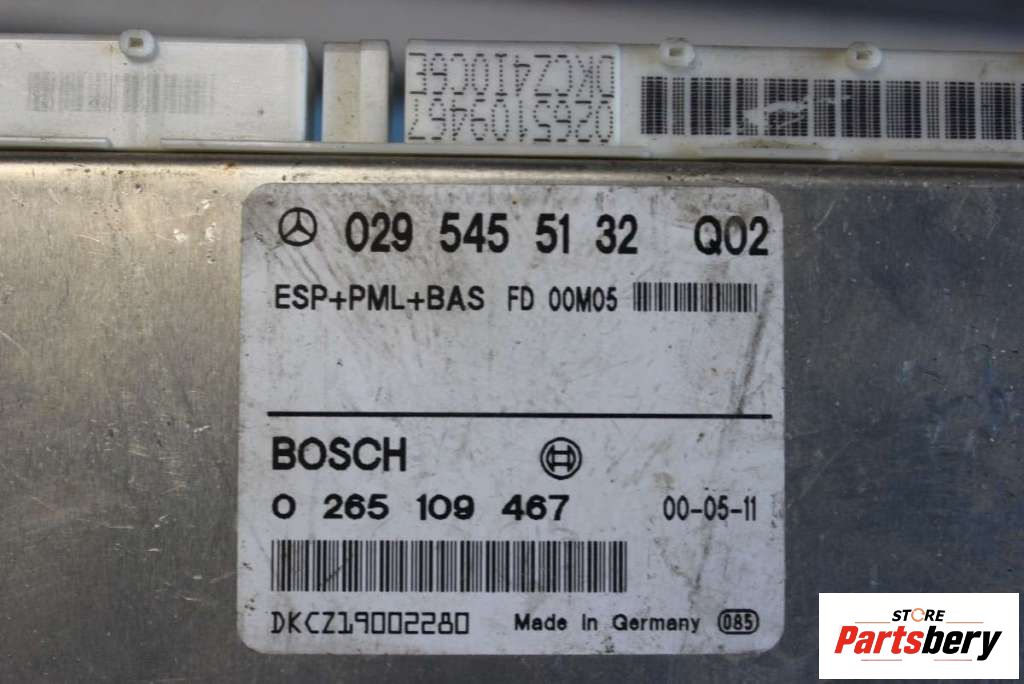 DKCZ41OC6E
0265109467
029 545 51 32 Q02
ESP+PML+BAS FD 00M05
BOSCH
0 265 109 467 00-05-11
DKCZ19002280 Made in Germany 085
STORE
Partsbery